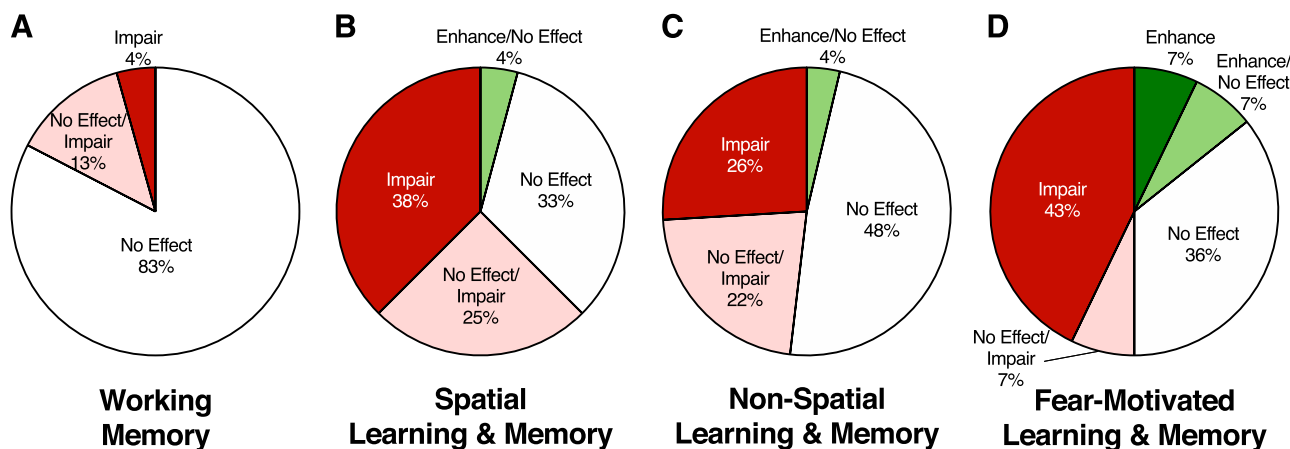 A
Impair
4%
No Effect/
Impair
13%
No Effect
83%
Working
Memory
B
Enhance/No Effect
4%
Impair
38%
No Effect
33%
No Effect/
Impair
25%
Spatial
Learning & Memory
C
Enhance/No Effect
4%
Impair
26%
No Effect
48%
No Effect/
Impair
22%
Non-Spatial
Learning & Memory
D
Enhance
7%
Enhance/
No Effect
7%
Impair
43%
No Effect
36%
No Effect/
Impair
7%
Fear-Motivated
Learning & Memory